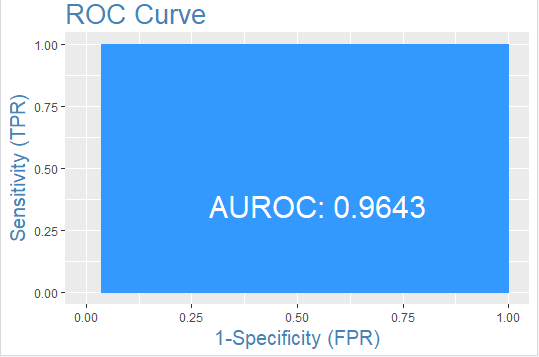 ROC Curve
1.00
0.75
0.50
0.25
0.00
Sensitivity (TPR)
AUROC: 0.9643
0.00 0.25 0.50 0.75 1.00
1-Specificity (FPR)